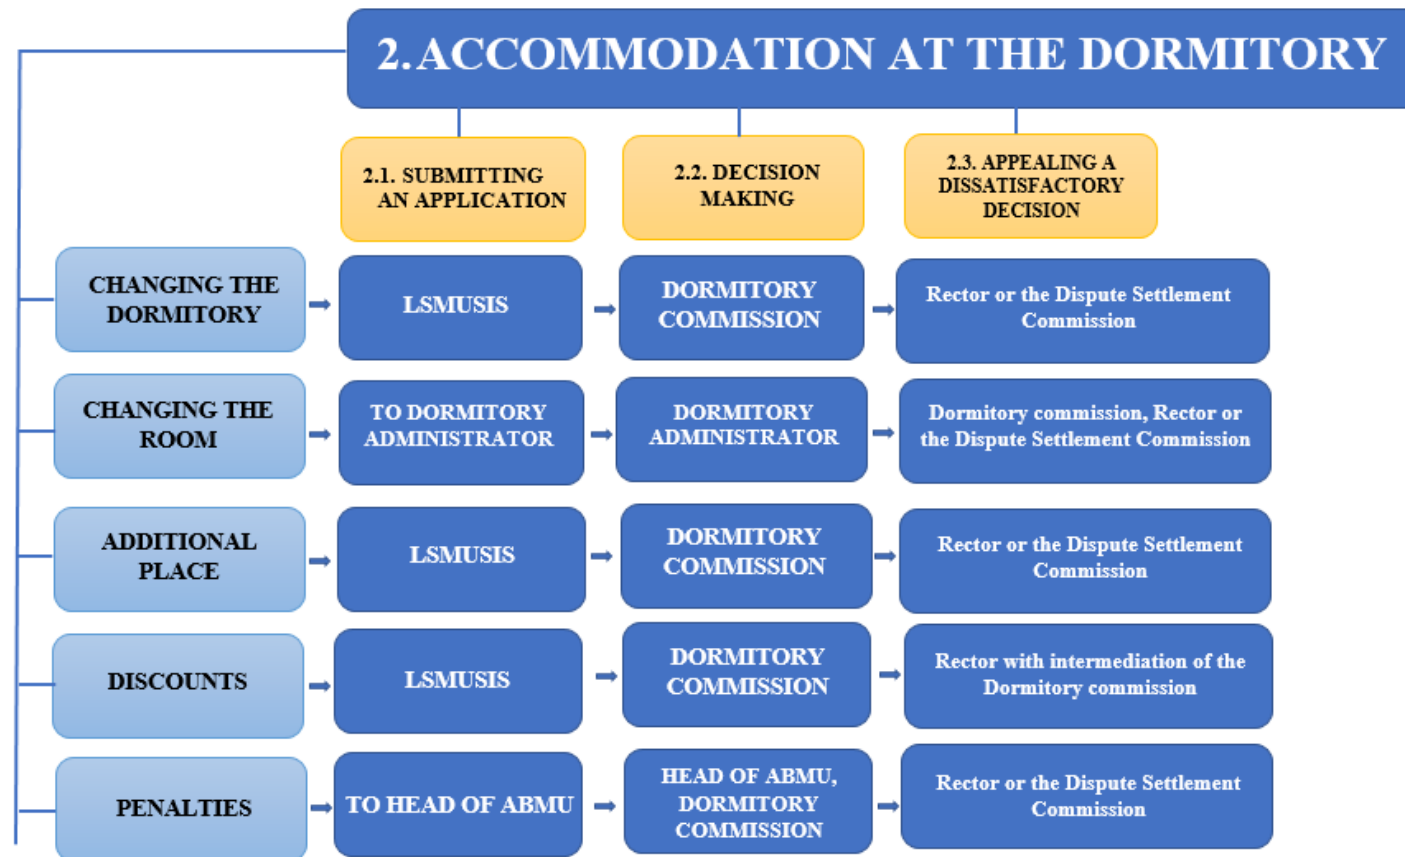 2. ACCOMMODATION AT THE DORMITORY
2.1. SUBMITTING
AN APPLICATION
2.2. DECISION
MAKING
2.3. APPEALING A
DISSATISFACTORY
DECISION
CHANGING THE
DORMITORY
LSMUSIS
DORMITORY
COMMISSION
Rector or the Dispute Settlement
Commission
CHANGING THE
ROOM
TO DORMITORY
ADMINISTRATOR
DORMITORY
ADMINISTRATOR
Dormitory commission, Rector or
the Dispute Settlement Commission
ADDITIONAL
PLACE
LSMUSIS
DORMITORY
COMMISSION
Rector or the Dispute Settlement
Commission
DISCOUNTS
LSMUSIS
DORMITORY
COMMISSION
Rector with intermediation of the
Dormitory commission
PENALTIES
TO HEAD OF ABMU
HEAD OF ABMU,
DORMITORY
COMMISSION
Rector or the Dispute Settlement
Commission